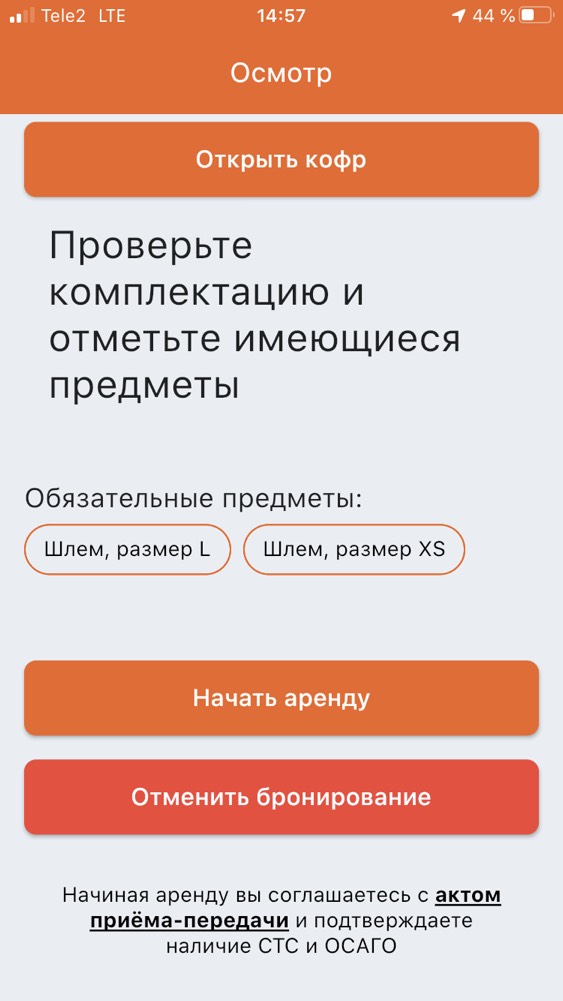 Tele2 LTE 14:57 44 %
Осмотр
Открыть кофр
Проверьте
комплектацию и
отметьте имеющиеся
предметы
Обязательные предметы:
Шлем, размер L Шлем, размер XS
Начать аренду
Отменить бронирование
Начиная аренду вы соглашаетесь с актом
приёма-передачи и подтверждаете
наличие СТС и ОСАГО